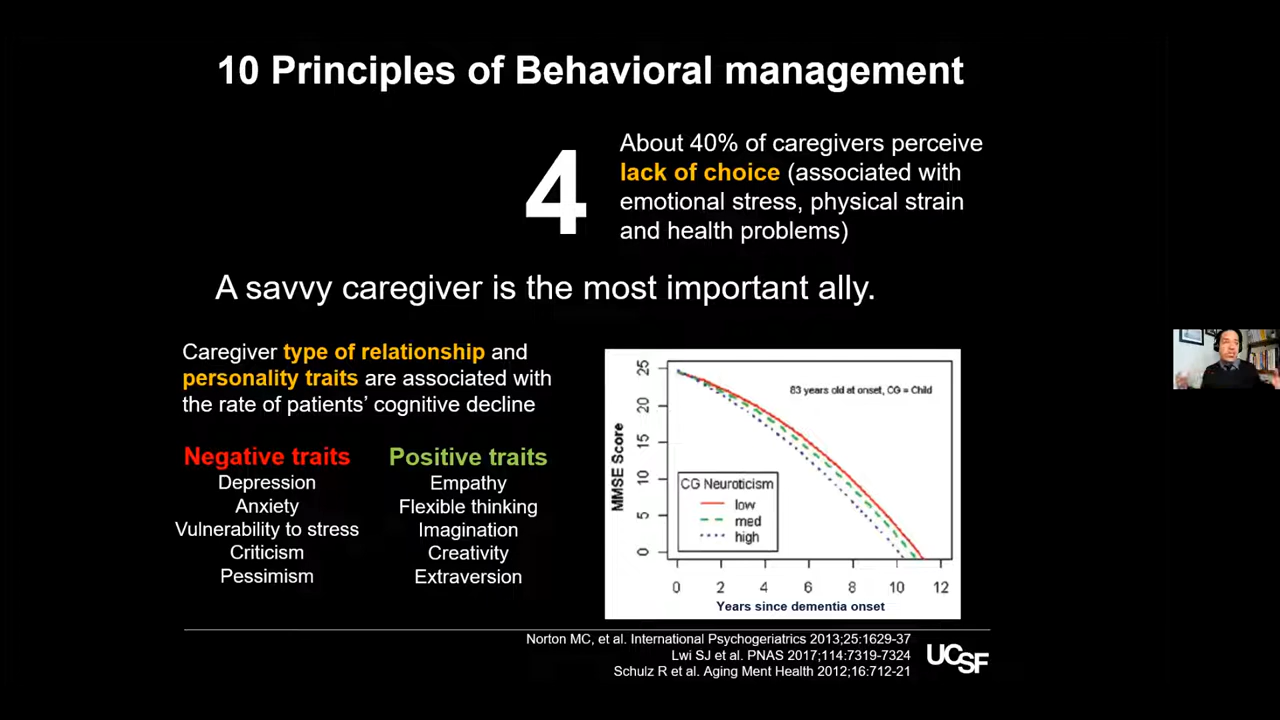 10 Principles of Behavioral management
4
About 40% of caregivers perceive
lack of choice (associated with
emotional stress, physical strain
and health problems)
A savvy caregiver is the most important ally.
Caregiver type of relationship and
personality traits are associated with
the rate of patients' cognitive decline
Negative traits
Depression
Anxiety
Vulnerability to stress
Criticism
Pessimism
Positive traits
Empathy
Flexible thinking
Imagination
Creativity
Extraversion
83 years old at onset, CG = Child
MMSE Score
25
20
15
10
5
0
CG Neuroticism
low
med
high
0 2 4 6 8 10 12
Years since dementia onset
Norton MC, et al. International Psychogeriatrics 2013;25:1629-37
Lwi SJ et al. PNAS 2017;114:7319-7324
Schulz R et al. Aging Ment Health 2012;16:712-21
UCSF